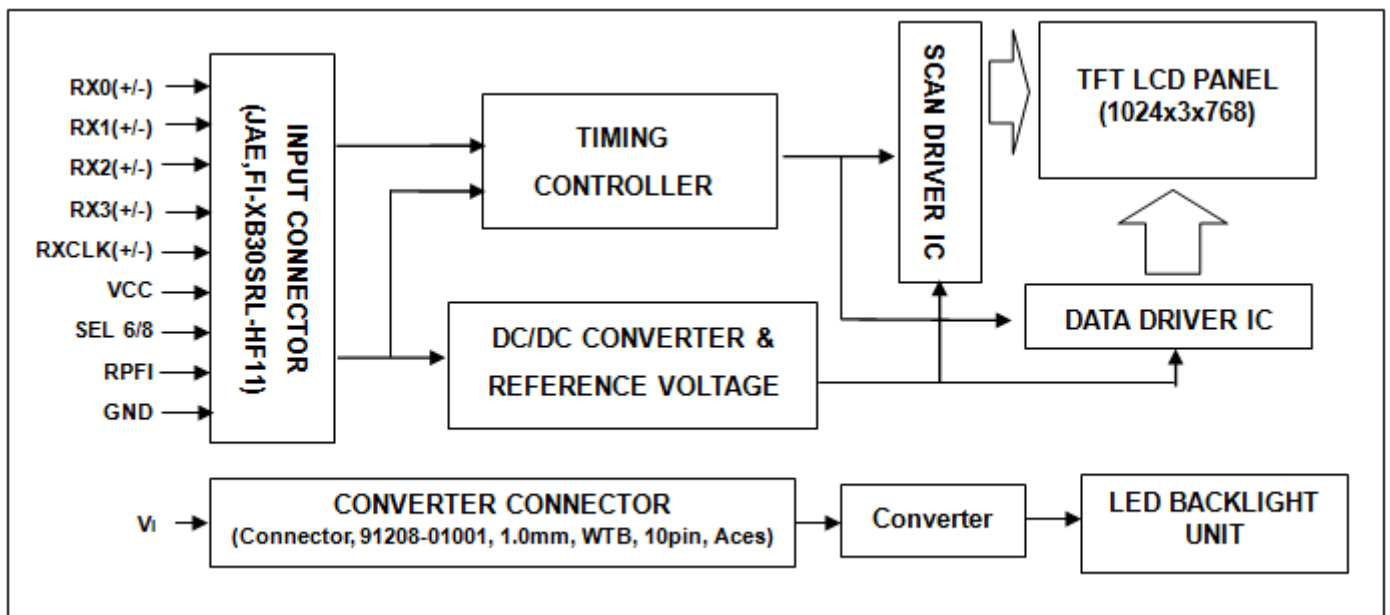 RX0(+/-)
RX1(+/-)
RX2(+/-)
RX3(+/-)
RXCLK(+/-)
VCC
SEL 6/8
RPFI
GND
INPUT CONNECTOR
(JAE,FI-XB30SRL-HF11)
TIMING
CONTROLLER
DC/DC CONVERTER &
REFERENCE VOLTAGE
SCAN DRIVER IC
TFT LCD PANEL
(1024x3x768)
DATA DRIVER IC
VI
CONVERTER CONNECTOR
(Connector, 91208-01001, 1.0mm, WTB, 10pin, Aces)
Converter
LED BACKLIGHT
UNIT